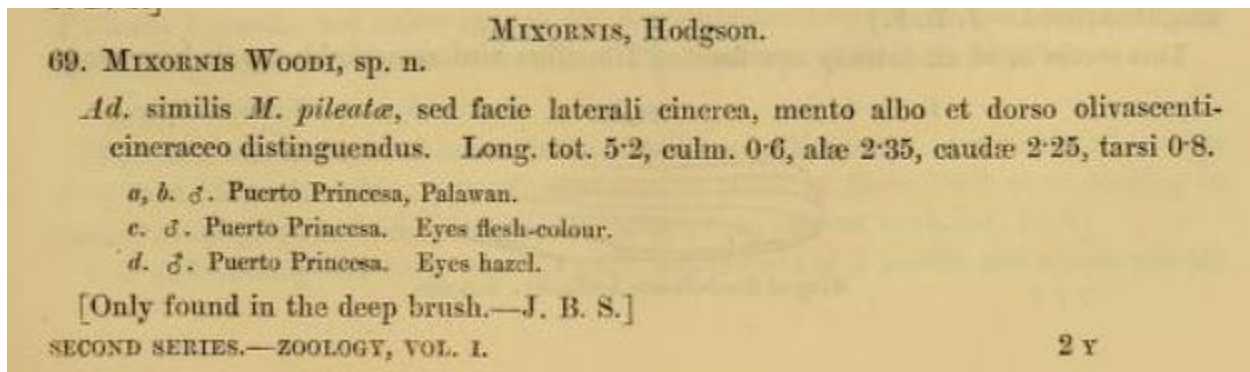 MIXORNIS, Hodgson.
69. MIXORNIS WOODI, sp. n.
Ad. similis M. pileatæ, sed facie laterali cinerea, mento albo et dorso olivascenti-
cineraceo distinguendus. Long. tot. 5·2, culm. 0·6, alæ 2·35, caudæ 2·25, tarsi 0·8.
a, b. ♂. Puerto Princesa, Palawan.
c. ♂. Puerto Princesa. Eyes flesh-colour.
d. ♂. Puerto Princesa. Eyes hazel.
[Only found in the deep brush.—J. B. S.]
SECOND SERIES.—ZOOLOGY, VOL. I. 2 Y